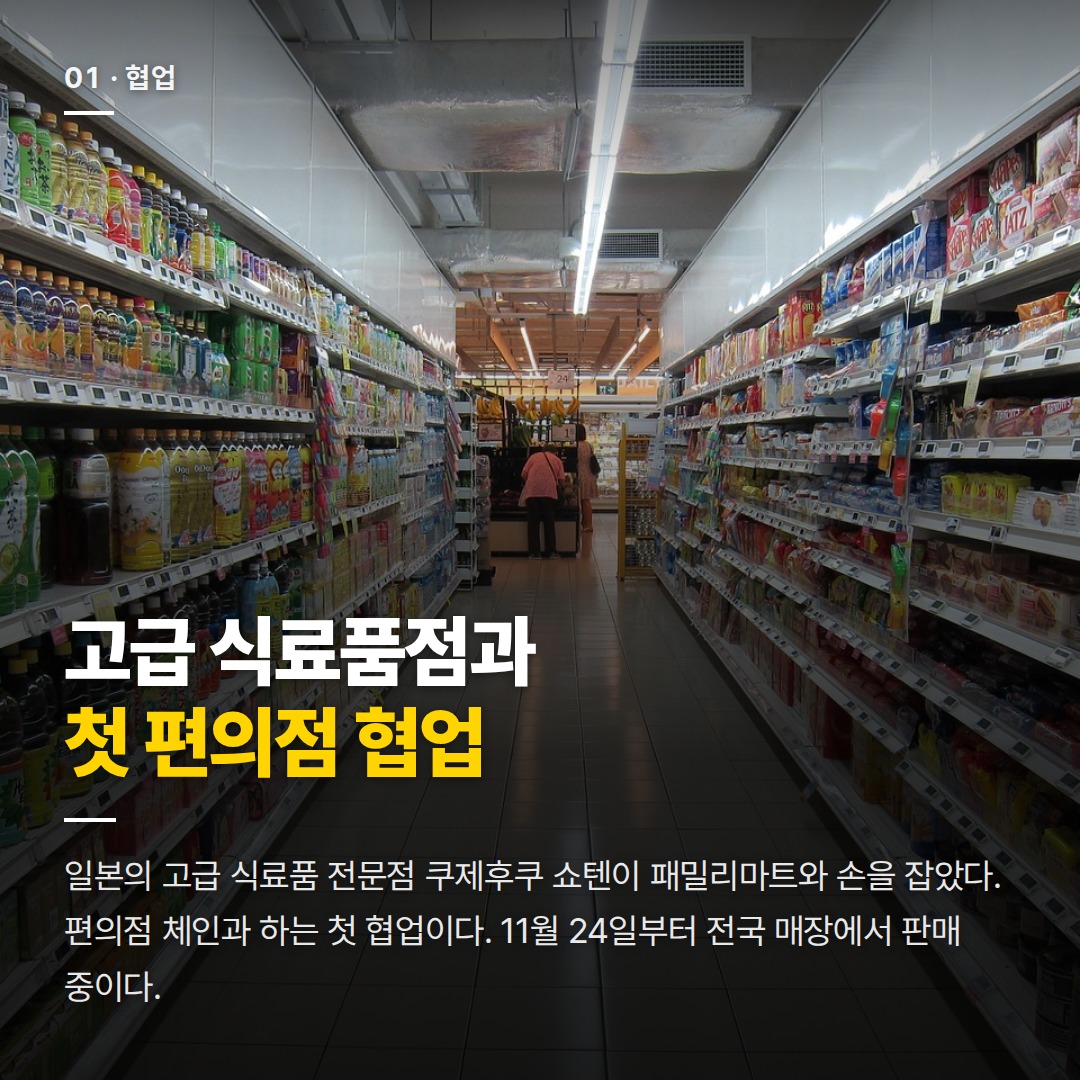 01 · 협업
24
고급 식료품점과
첫 편의점 협업
일본의 고급 식료품 전문점 쿠제후쿠 쇼텐이 패밀리마트와 손을 잡았다.
편의점 체인과 하는 첫 협업이다. 11월 24일부터 전국 매장에서 판매
중이다.